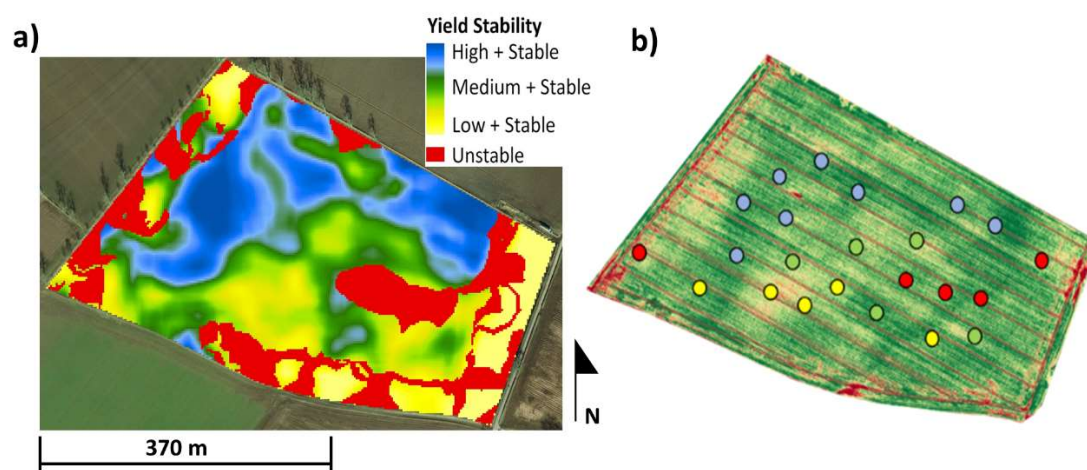 a)
Yield Stability
High + Stable
Medium + Stable
Low + Stable
Unstable
b)
N
370 m